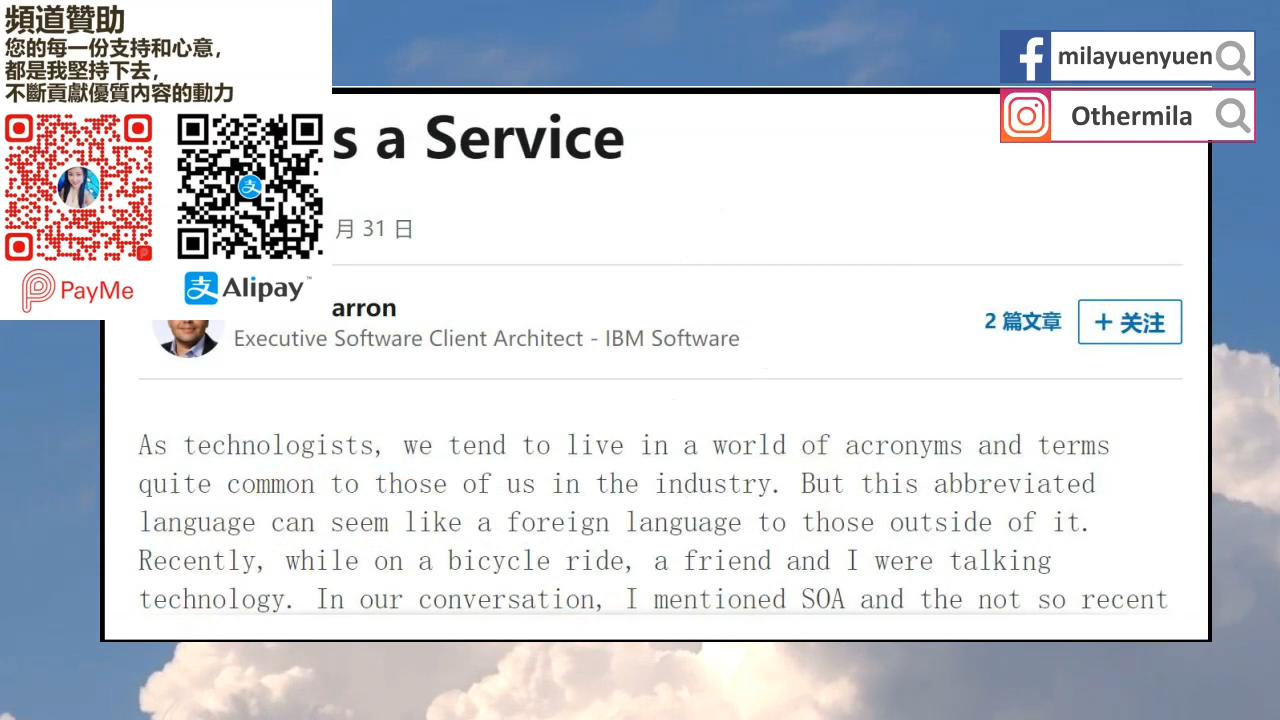 頻道贊助
您的每一份支持和心意,
都是我堅持下去,
不斷貢獻優質內容的動力
PayMe
支 Alipay™
milayuenyuen
Othermila
s a Service
月 31 日
arron
Executive Software Client Architect - IBM Software
2 篇文章
+ 关注
As technologists, we tend to live in a world of acronyms and terms
quite common to those of us in the industry. But this abbreviated
language can seem like a foreign language to those outside of it.
Recently, while on a bicycle ride, a friend and I were talking
technology. In our conversation, I mentioned SOA and the not so recent